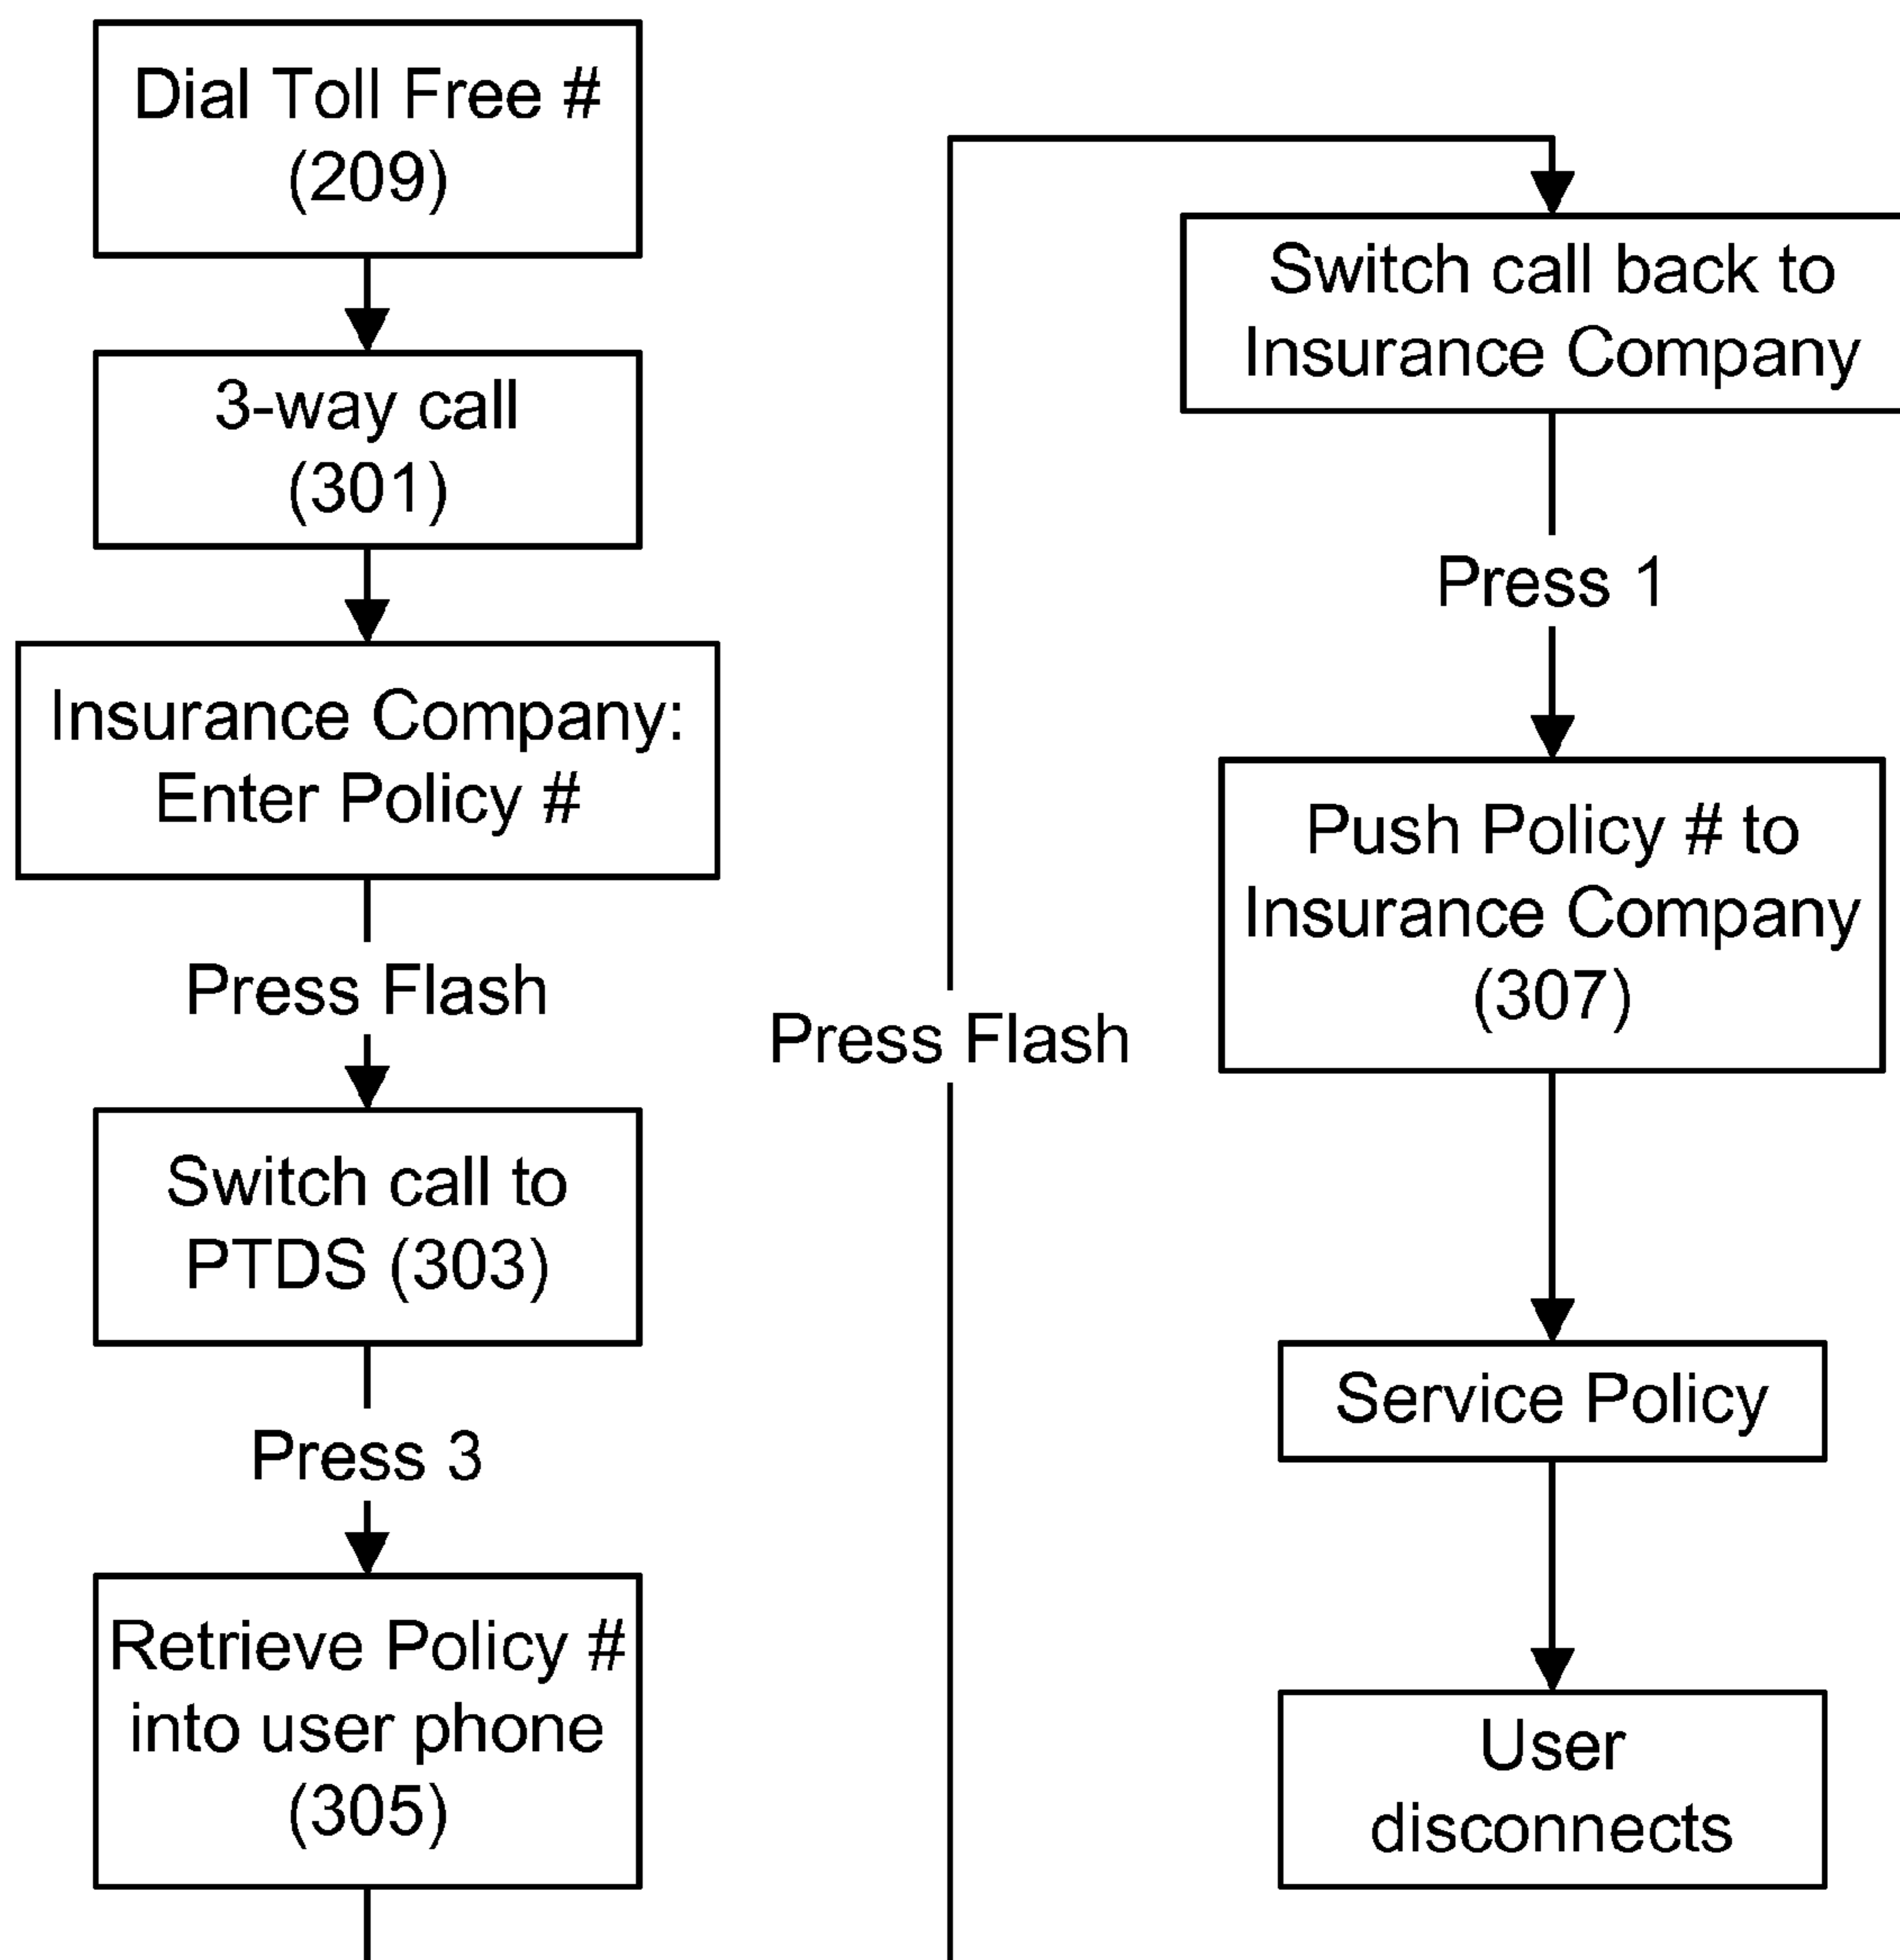 Dial Toll Free #
(209)
3-way call
(301)
Insurance Company:
Enter Policy #
Press Flash
Switch call to
PTDS (303)
Press 3
Retrieve Policy #
into user phone
(305)
Press Flash
Switch call back to
Insurance Company
Press 1
Push Policy # to
Insurance Company
(307)
Service Policy
User
disconnects